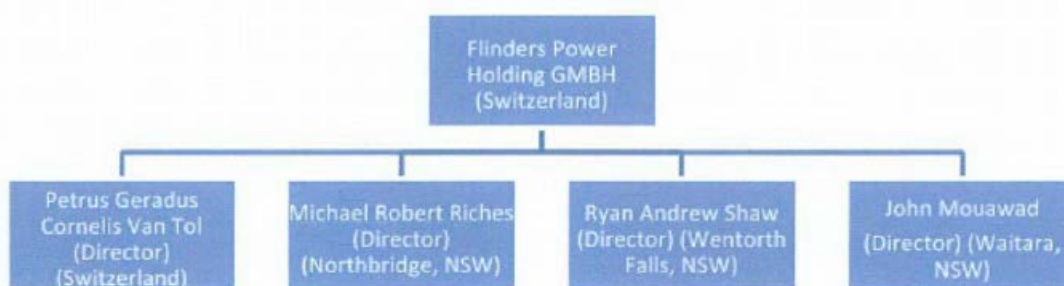 Flinders Power
Holding GMBH
(Switzerland)
Petrus Geradus
Cornelis Van Tol
(Director)
(Switzerland)
Michael Robert Riches
(Director)
(Northbridge, NSW)
Ryan Andrew Shaw
(Director) (Wentorth
Falls, NSW)
John Mouawad
(Director) (Waitara,
NSW)